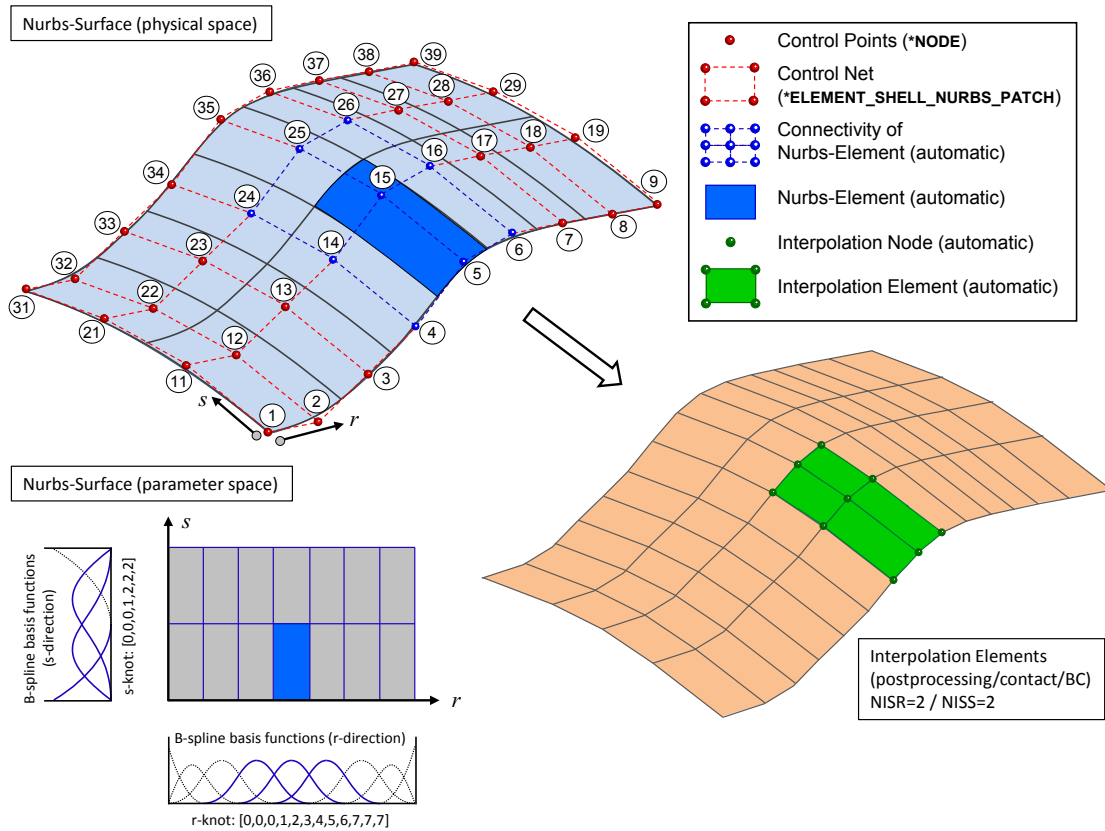 Nurbs-Surface (physical space)
39
38
37
36
29
28
27
35
26
19
18
17
25
16
34
9
15
24
8
7
33
6
14
23
5
32
13
22
4
31
21
12
3
11
2
1
s
r
Control Points (*NODE)
Control Net
(*ELEMENT_SHELL_NURBS_PATCH)
Connectivity of
Nurbs-Element (automatic)
Nurbs-Element (automatic)
Interpolation Node (automatic)
Interpolation Element (automatic)
Nurbs-Surface (parameter space)
s
r
B-spline basis functions
(s-direction)
s-knot: [0,0,0,1,2,2,2]
B-spline basis functions (r-direction)
r-knot: [0,0,0,1,2,3,4,5,6,7,7,7]
Interpolation Elements
(postprocessing/contact/BC)
NISR=2 / NISS=2